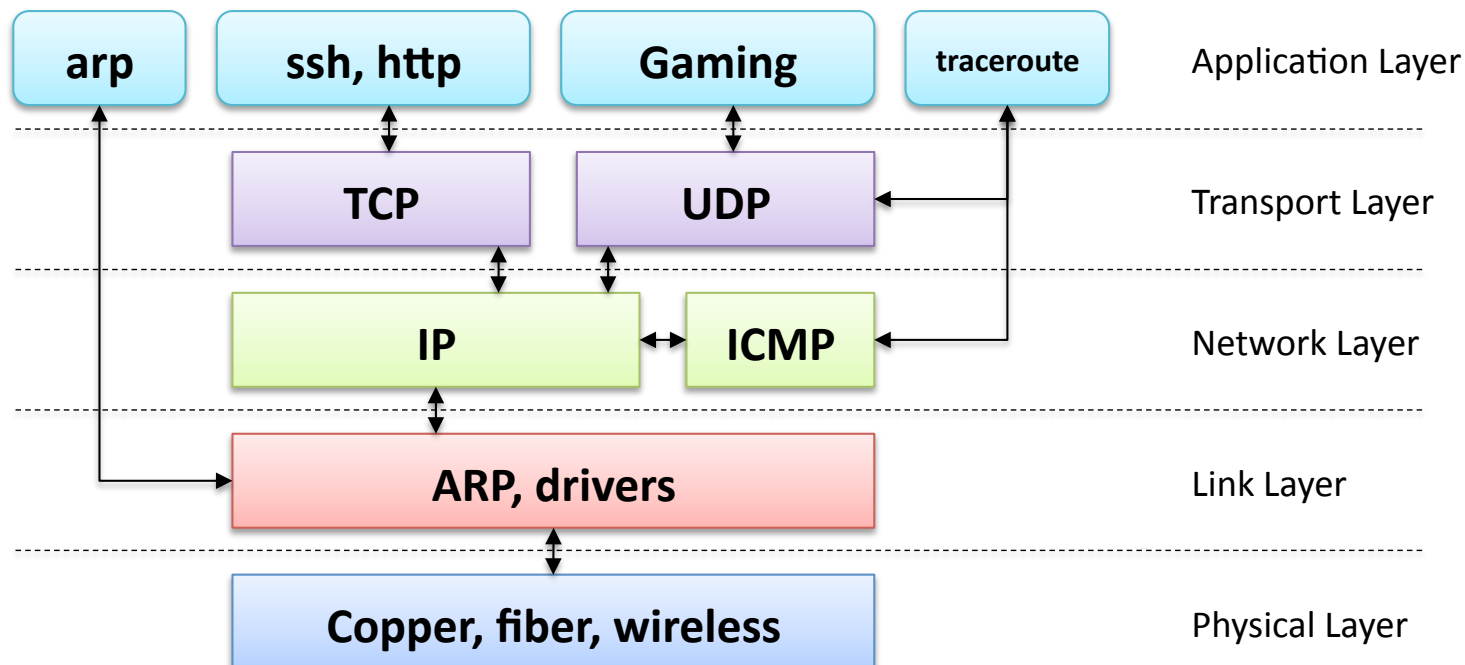 arp
ssh, http
Gaming
traceroute
Application Layer
TCP
UDP
Transport Layer
IP
ICMP
Network Layer
ARP, drivers
Link Layer
Copper, fiber, wireless
Physical Layer